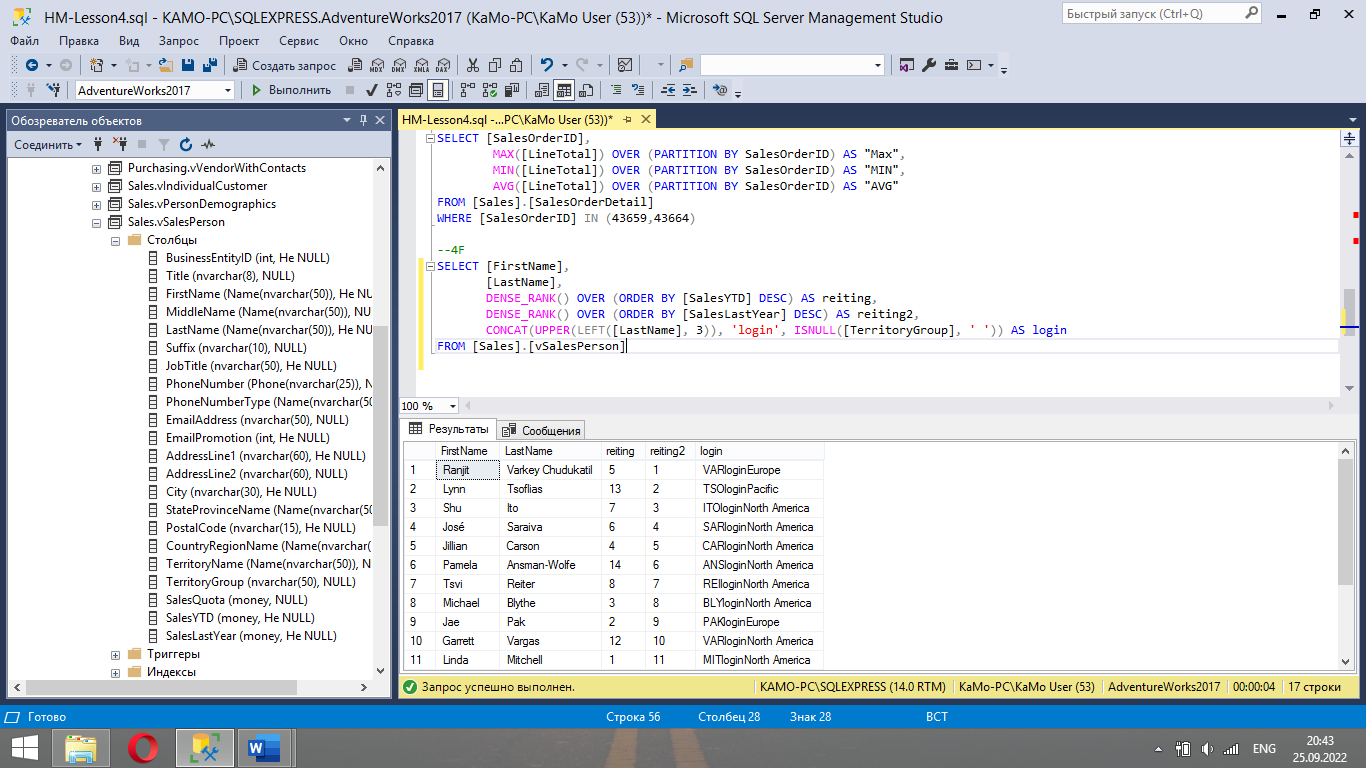 HM-Lesson4.sql - KAMO-PC\SQLEXPRESS.AdventureWorks2017 (KaMo-PC\KaMo User (53))* - Microsoft SQL Server Management Studio
Быстрый запуск (Ctrl+Q)
Файл Правка Вид Запрос Проект Сервис Окно Справка
Создать запрос MDX DMX XMLA DAX
AdventureWorks2017 Выполнить
Обозреватель объектов
Соединить
Purchasing.vVendorWithContacts
Sales.vIndividualCustomer
Sales.vPersonDemographics
Sales.vSalesPerson
Столбцы
BusinessEntityID (int, Не NULL)
Title (nvarchar(8), NULL)
FirstName (Name(nvarchar(50)), Не NU
MiddleName (Name(nvarchar(50)), NU
LastName (Name(nvarchar(50)), Не NU
Suffix (nvarchar(10), NULL)
JobTitle (nvarchar(50), Не NULL)
PhoneNumber (Phone(nvarchar(25)), N
PhoneNumberType (Name(nvarchar(50
EmailAddress (nvarchar(50), NULL)
EmailPromotion (int, Не NULL)
AddressLine1 (nvarchar(60), Не NULL)
AddressLine2 (nvarchar(60), NULL)
City (nvarchar(30), Не NULL)
StateProvinceName (Name(nvarchar(50
PostalCode (nvarchar(15), Не NULL)
CountryRegionName (Name(nvarchar(
TerritoryName (Name(nvarchar(50)), N
TerritoryGroup (nvarchar(50), NULL)
SalesQuota (money, NULL)
SalesYTD (money, Не NULL)
SalesLastYear (money, Не NULL)
Триггеры
Индексы
HM-Lesson4.sql -...PC\KaMo User (53))*
SELECT [SalesOrderID],
MAX([LineTotal]) OVER (PARTITION BY SalesOrderID) AS "Max",
MIN([LineTotal]) OVER (PARTITION BY SalesOrderID) AS "MIN",
AVG([LineTotal]) OVER (PARTITION BY SalesOrderID) AS "AVG"
FROM [Sales].[SalesOrderDetail]
WHERE [SalesOrderID] IN (43659,43664)
--4F
SELECT [FirstName],
[LastName],
DENSE_RANK() OVER (ORDER BY [SalesYTD] DESC) AS reiting,
DENSE_RANK() OVER (ORDER BY [SalesLastYear] DESC) AS reiting2,
CONCAT(UPPER(LEFT([LastName], 3)), 'login', ISNULL([TerritoryGroup], ' ')) AS login
FROM [Sales].[vSalesPerson]
100 %
Результаты Сообщения
FirstName LastName reiting reiting2 login
1 Ranjit Varkey Chudukatil 5 1 VARloginEurope
2 Lynn Tsoflias 13 2 TSOloginPacific
3 Shu Ito 7 3 ITOloginNorth America
4 José Saraiva 6 4 SARloginNorth America
5 Jillian Carson 4 5 CARloginNorth America
6 Pamela Ansman-Wolfe 14 6 ANSloginNorth America
7 Tsvi Reiter 8 7 REIloginNorth America
8 Michael Blythe 3 8 BLYloginNorth America
9 Jae Pak 2 9 PAKloginEurope
10 Garrett Vargas 12 10 VARloginNorth America
11 Linda Mitchell 1 11 MITloginNorth America
Запрос успешно выполнен. KAMO-PC\SQLEXPRESS (14.0 RTM) KaMo-PC\KaMo User (53) AdventureWorks2017 00:00:04 17 строки
Готово Строка 56 Столбец 28 Знак 28 ВСТ
ENG
20:43
25.09.2022